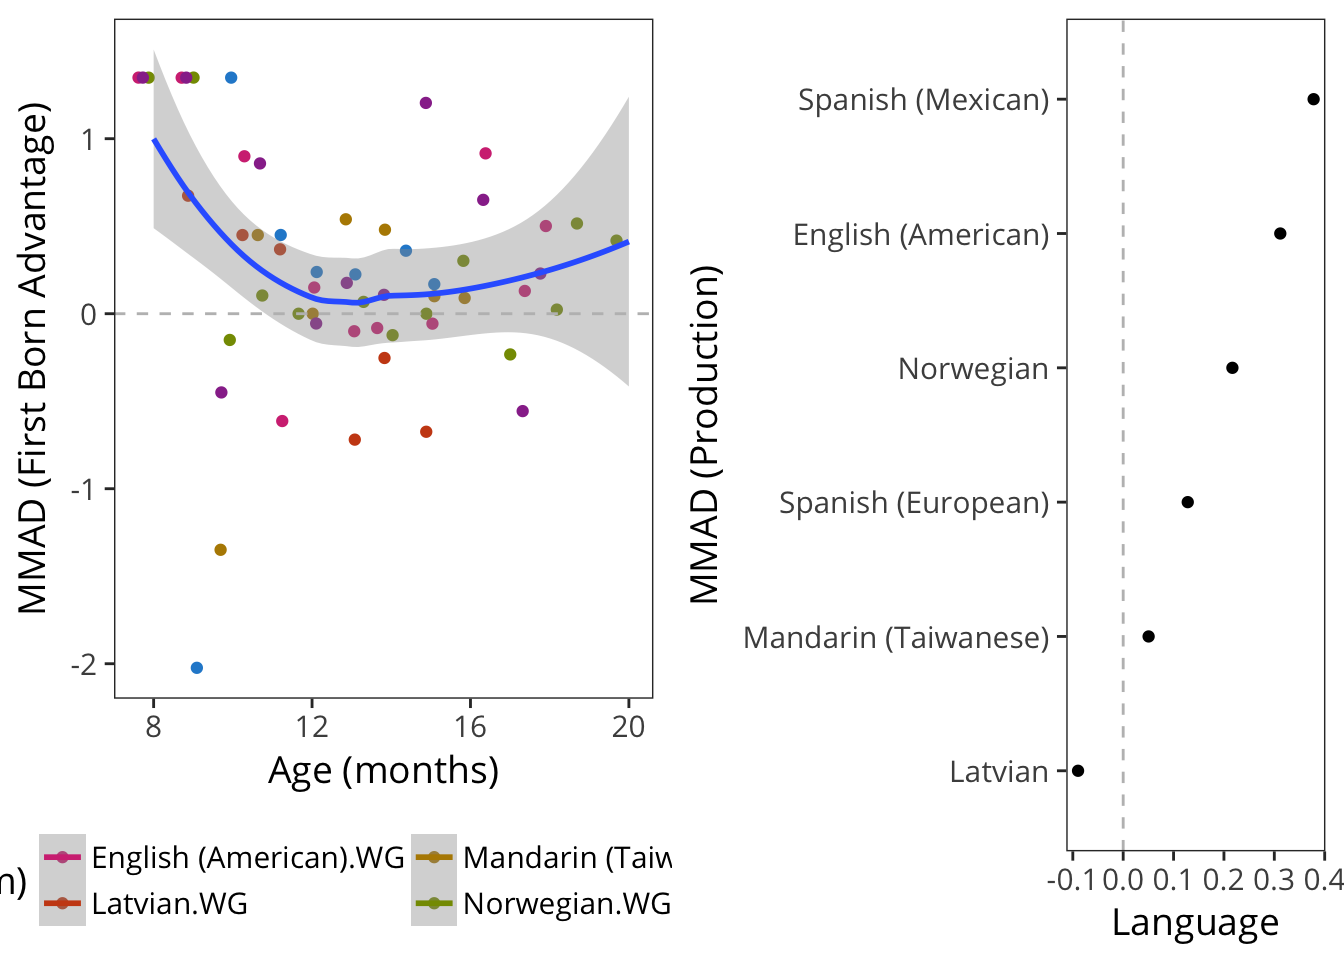 MMAD (First Born Advantage)
1
0
-1
-2
8 12 16 20
Age (months)
English (American).WG
Mandarin (Taiw
n)
Latvian.WG
Norwegian.WG
MMAD (Production)
Spanish (Mexican)
English (American)
Norwegian
Spanish (European)
Mandarin (Taiwanese)
Latvian
-0.1 0.0 0.1 0.2 0.3 0.4
Language